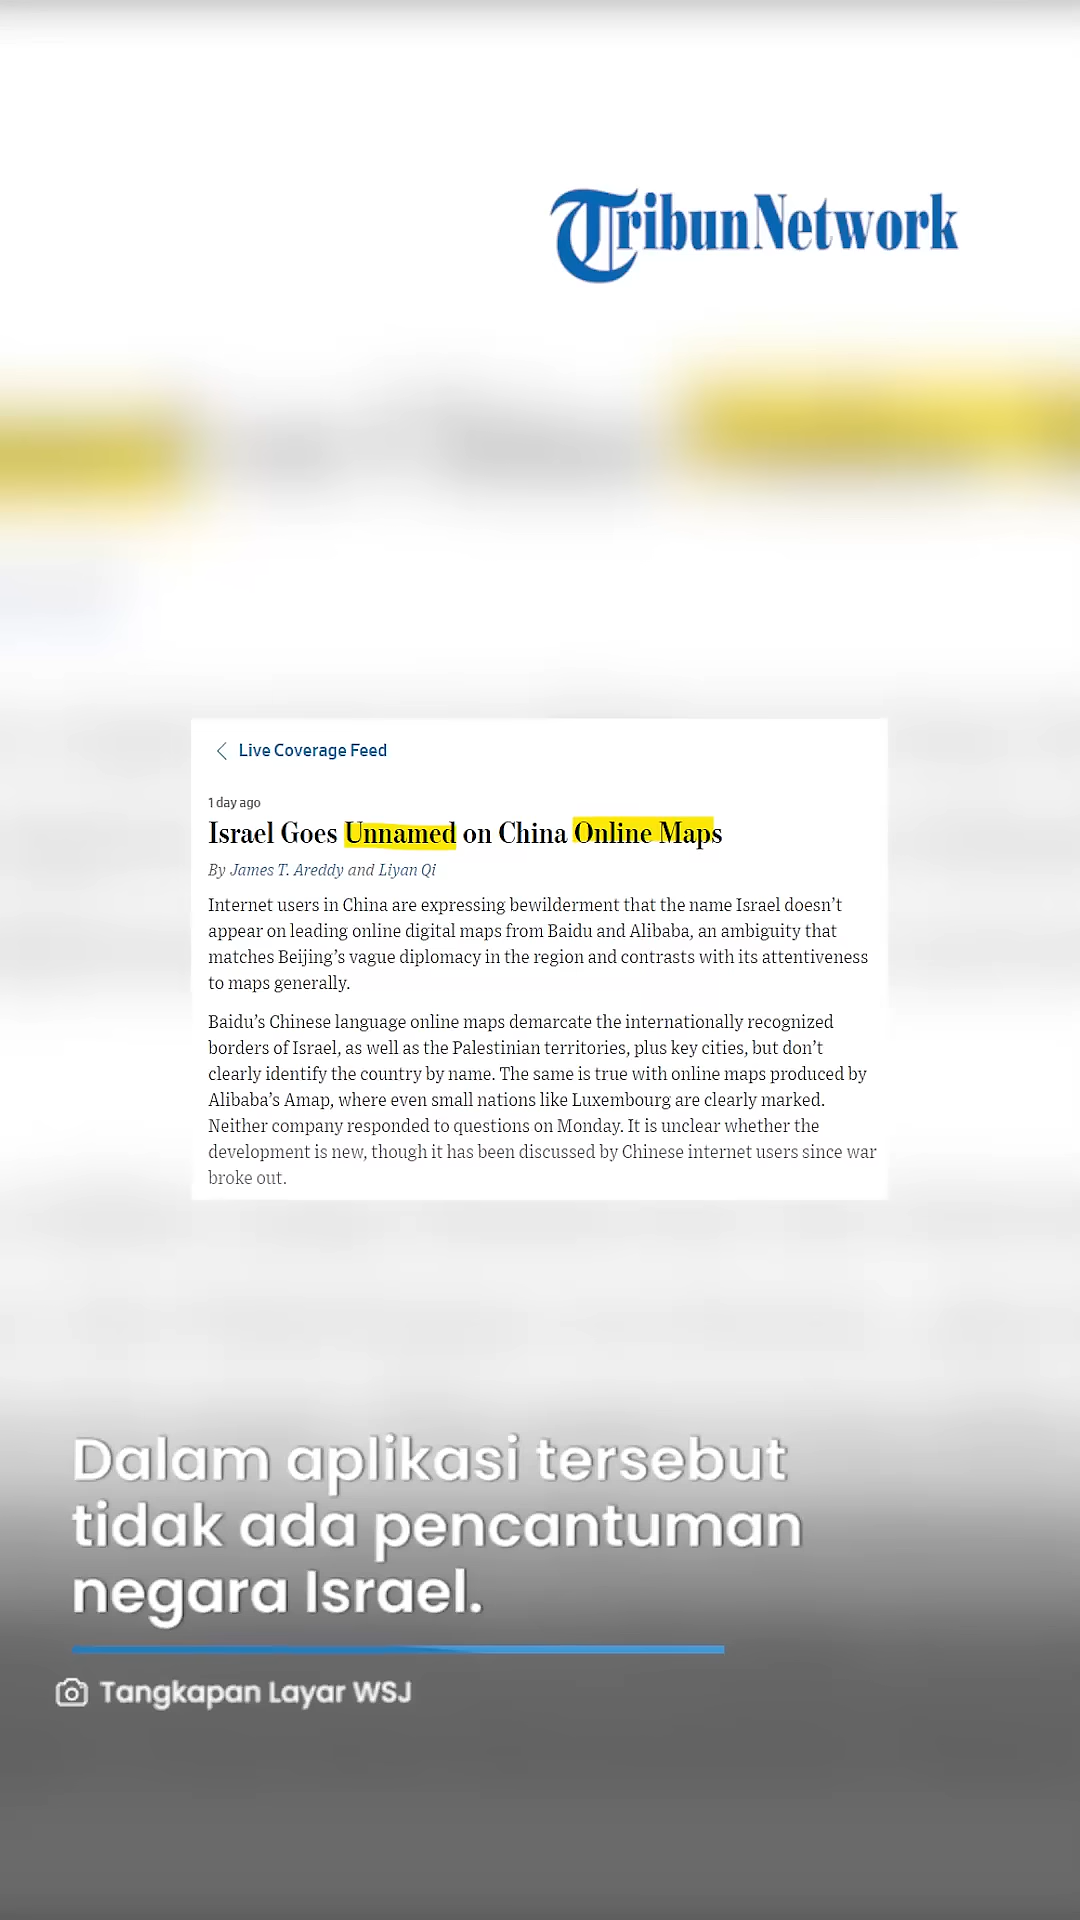 TribunNetwork
Live Coverage Feed
1 day ago
Israel Goes Unnamed on China Online Maps
By James T. Areddy and Liyan Qi
Internet users in China are expressing bewilderment that the name Israel doesn’t
appear on leading online digital maps from Baidu and Alibaba, an ambiguity that
matches Beijing’s vague diplomacy in the region and contrasts with its attentiveness
to maps generally.
Baidu’s Chinese language online maps demarcate the internationally recognized
borders of Israel, as well as the Palestinian territories, plus key cities, but don’t
clearly identify the country by name. The same is true with online maps produced by
Alibaba’s Amap, where even small nations like Luxembourg are clearly marked.
Neither company responded to questions on Monday. It is unclear whether the
development is new, though it has been discussed by Chinese internet users since war
broke out.
Dalam aplikasi tersebut
tidak ada pencantuman
negara Israel.
Tangkapan Layar WSJ